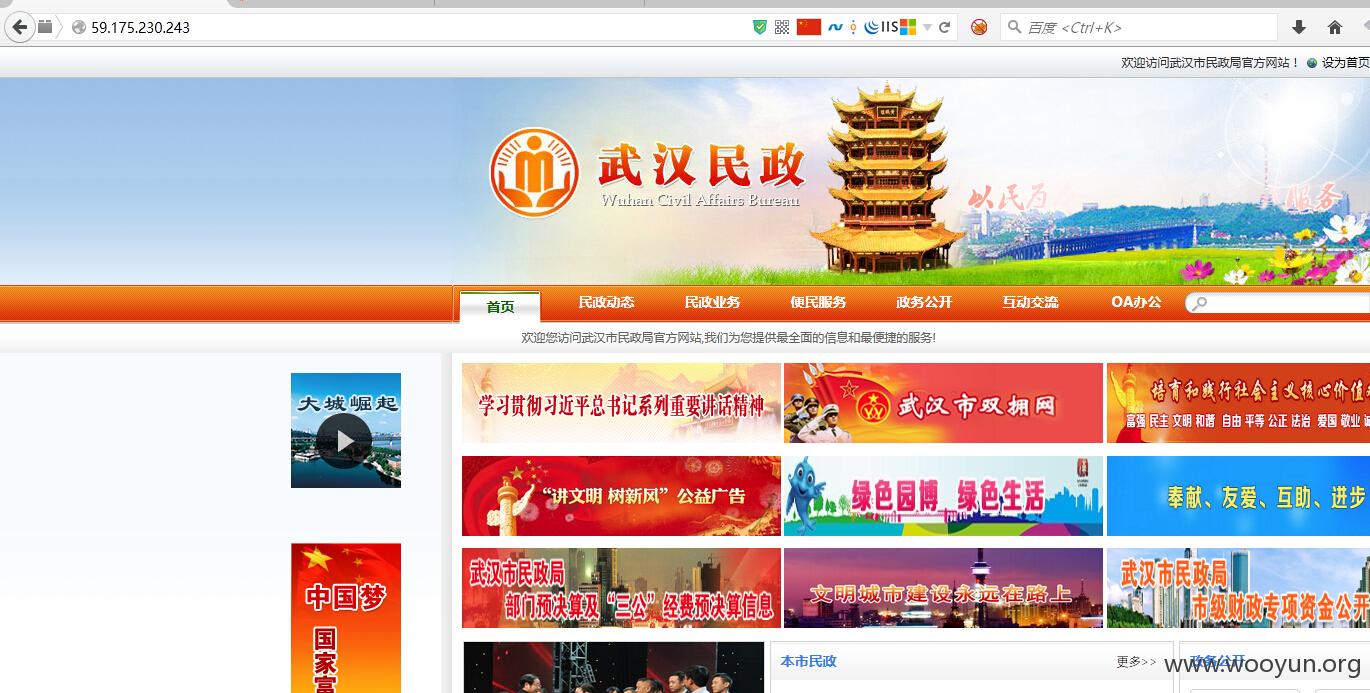 59.175.230.243
IIS
百度 <Ctrl+K>
欢迎访问武汉市民政局官方网站！ 设为首页
武汉民政
Wuhan Civil Affairs Bureau
以民为
服务
首页 民政动态 民政业务 便民服务 政务公开 互动交流 OA办公
欢迎您访问武汉市民政局官方网站,我们为您提供最全面的信息和最便捷的服务!
大城崛起
学习贯彻习近平总书记系列重要讲话精神
武汉市双拥网
培育和践行社会主义核心价值
富强 民主 文明 和谐 自由 平等 公正 法治 爱国 敬业
“讲文明 树新风”公益广告
绿色园博 绿色生活
奉献、友爱、互助、进步
中国梦
国家富
武汉市民政局
部门预决算及“三公”经费预决算信息
文明城市建设永远在路上
武汉市民政局
市级财政专项资金公开
本市民政 更多>>
政务公开
www.wooyun.org